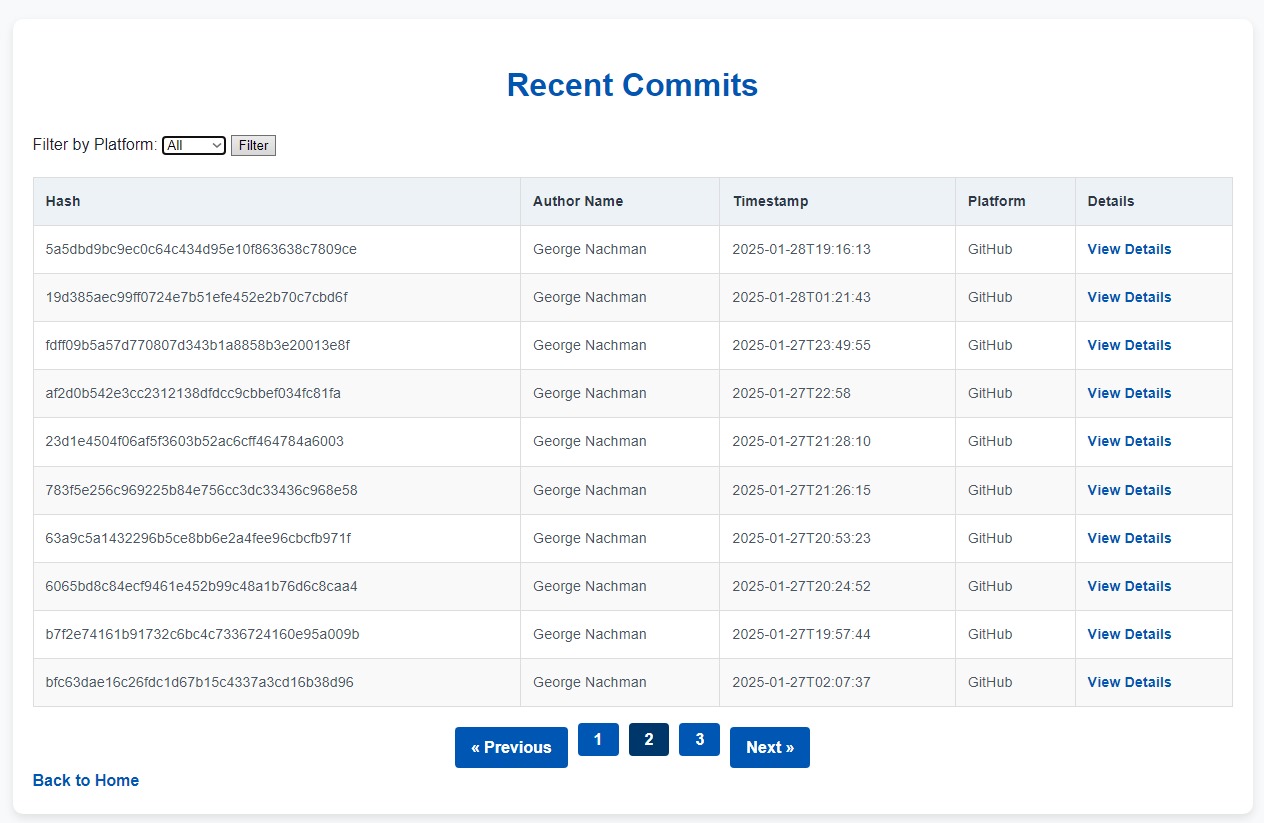 Recent Commits
Filter by Platform: All Filter
Hash Author Name Timestamp Platform Details
5a5dbd9bc9ec0c64c434d95e10f863638c7809ce George Nachman 2025-01-28T19:16:13 GitHub View Details
19d385aec99ff0724e7b51efe452e2b70c7cbd6f George Nachman 2025-01-28T01:21:43 GitHub View Details
fdff09b5a57d770807d343b1a8858b3e20013e8f George Nachman 2025-01-27T23:49:55 GitHub View Details
af2d0b542e3cc2312138dfdcc9cbbef034fc81fa George Nachman 2025-01-27T22:58 GitHub View Details
23d1e4504f06af5f3603b52ac6cff464784a6003 George Nachman 2025-01-27T21:28:10 GitHub View Details
783f5e256c969225b84e756cc3dc33436c968e58 George Nachman 2025-01-27T21:26:15 GitHub View Details
63a9c5a1432296b5ce8bb6e2a4fee96cbcfb971f George Nachman 2025-01-27T20:53:23 GitHub View Details
6065bd8c84ecf9461e452b99c48a1b76d6c8caa4 George Nachman 2025-01-27T20:24:52 GitHub View Details
b7f2e74161b91732c6bc4c7336724160e95a009b George Nachman 2025-01-27T19:57:44 GitHub View Details
bfc63dae16c26fdc1d67b15c4337a3cd16b38d96 George Nachman 2025-01-27T02:07:37 GitHub View Details
« Previous 1 2 3 Next »
Back to Home